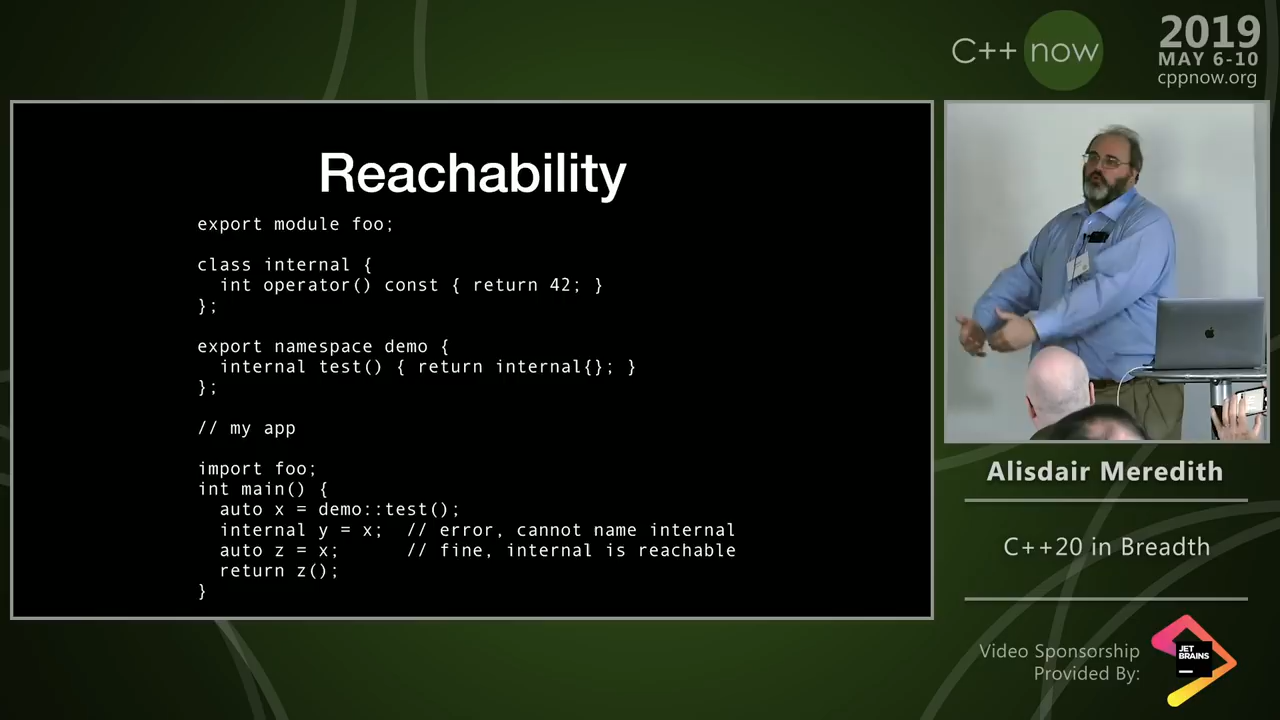 C++ now
2019
MAY 6-10
cppnow.org
Reachability
export module foo;
class internal {
int operator() const { return 42; }
};
export namespace demo {
internal test() { return internal{}; }
};
// my app
import foo;
int main() {
auto x = demo::test();
internal y = x; // error, cannot name internal
auto z = x; // fine, internal is reachable
return z();
}
Alisdair Meredith
C++20 in Breadth
Video Sponsorship
Provided By:
JET
BRAINS